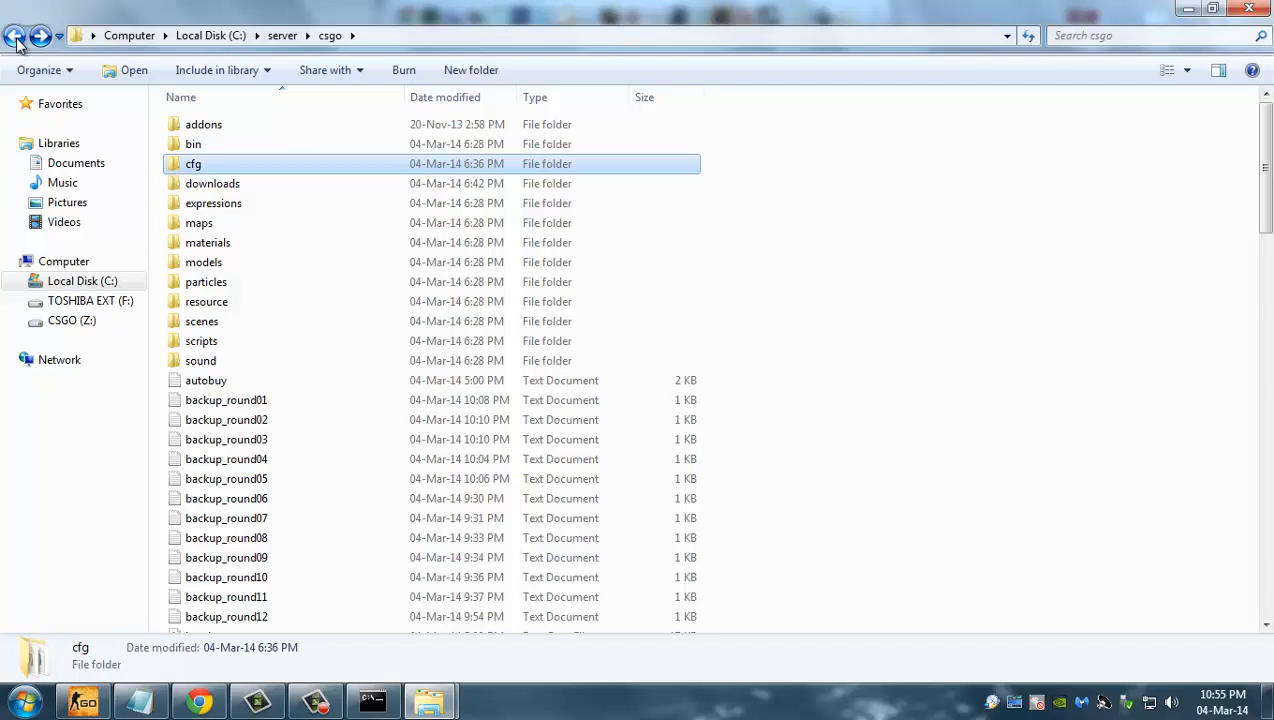 Computer Local Disk (C:) server csgo Search csgo
Organize Open Include in library Share with Burn New folder
Name Date modified Type Size
Favorites
Libraries
Documents
Music
Pictures
Videos
Computer
Local Disk (C:)
TOSHIBA EXT (F:)
CSGO (Z:)
Network
addons 20-Nov-13 2:58 PM File folder
bin 04-Mar-14 6:28 PM File folder
cfg 04-Mar-14 6:36 PM File folder
downloads 04-Mar-14 6:42 PM File folder
expressions 04-Mar-14 6:28 PM File folder
maps 04-Mar-14 6:28 PM File folder
materials 04-Mar-14 6:28 PM File folder
models 04-Mar-14 6:28 PM File folder
particles 04-Mar-14 6:28 PM File folder
resource 04-Mar-14 6:28 PM File folder
scenes 04-Mar-14 6:28 PM File folder
scripts 04-Mar-14 6:28 PM File folder
sound 04-Mar-14 6:28 PM File folder
autobuy 04-Mar-14 5:00 PM Text Document 2 KB
backup_round01 04-Mar-14 10:08 PM Text Document 1 KB
backup_round02 04-Mar-14 10:10 PM Text Document 1 KB
backup_round03 04-Mar-14 10:10 PM Text Document 1 KB
backup_round04 04-Mar-14 10:04 PM Text Document 1 KB
backup_round05 04-Mar-14 10:06 PM Text Document 1 KB
backup_round06 04-Mar-14 9:30 PM Text Document 1 KB
backup_round07 04-Mar-14 9:31 PM Text Document 1 KB
backup_round08 04-Mar-14 9:33 PM Text Document 1 KB
backup_round09 04-Mar-14 9:34 PM Text Document 1 KB
backup_round10 04-Mar-14 9:36 PM Text Document 1 KB
backup_round11 04-Mar-14 9:37 PM Text Document 1 KB
backup_round12 04-Mar-14 9:54 PM Text Document 1 KB
cfg Date modified: 04-Mar-14 6:36 PM
File folder
GO
10:55 PM
04-Mar-14